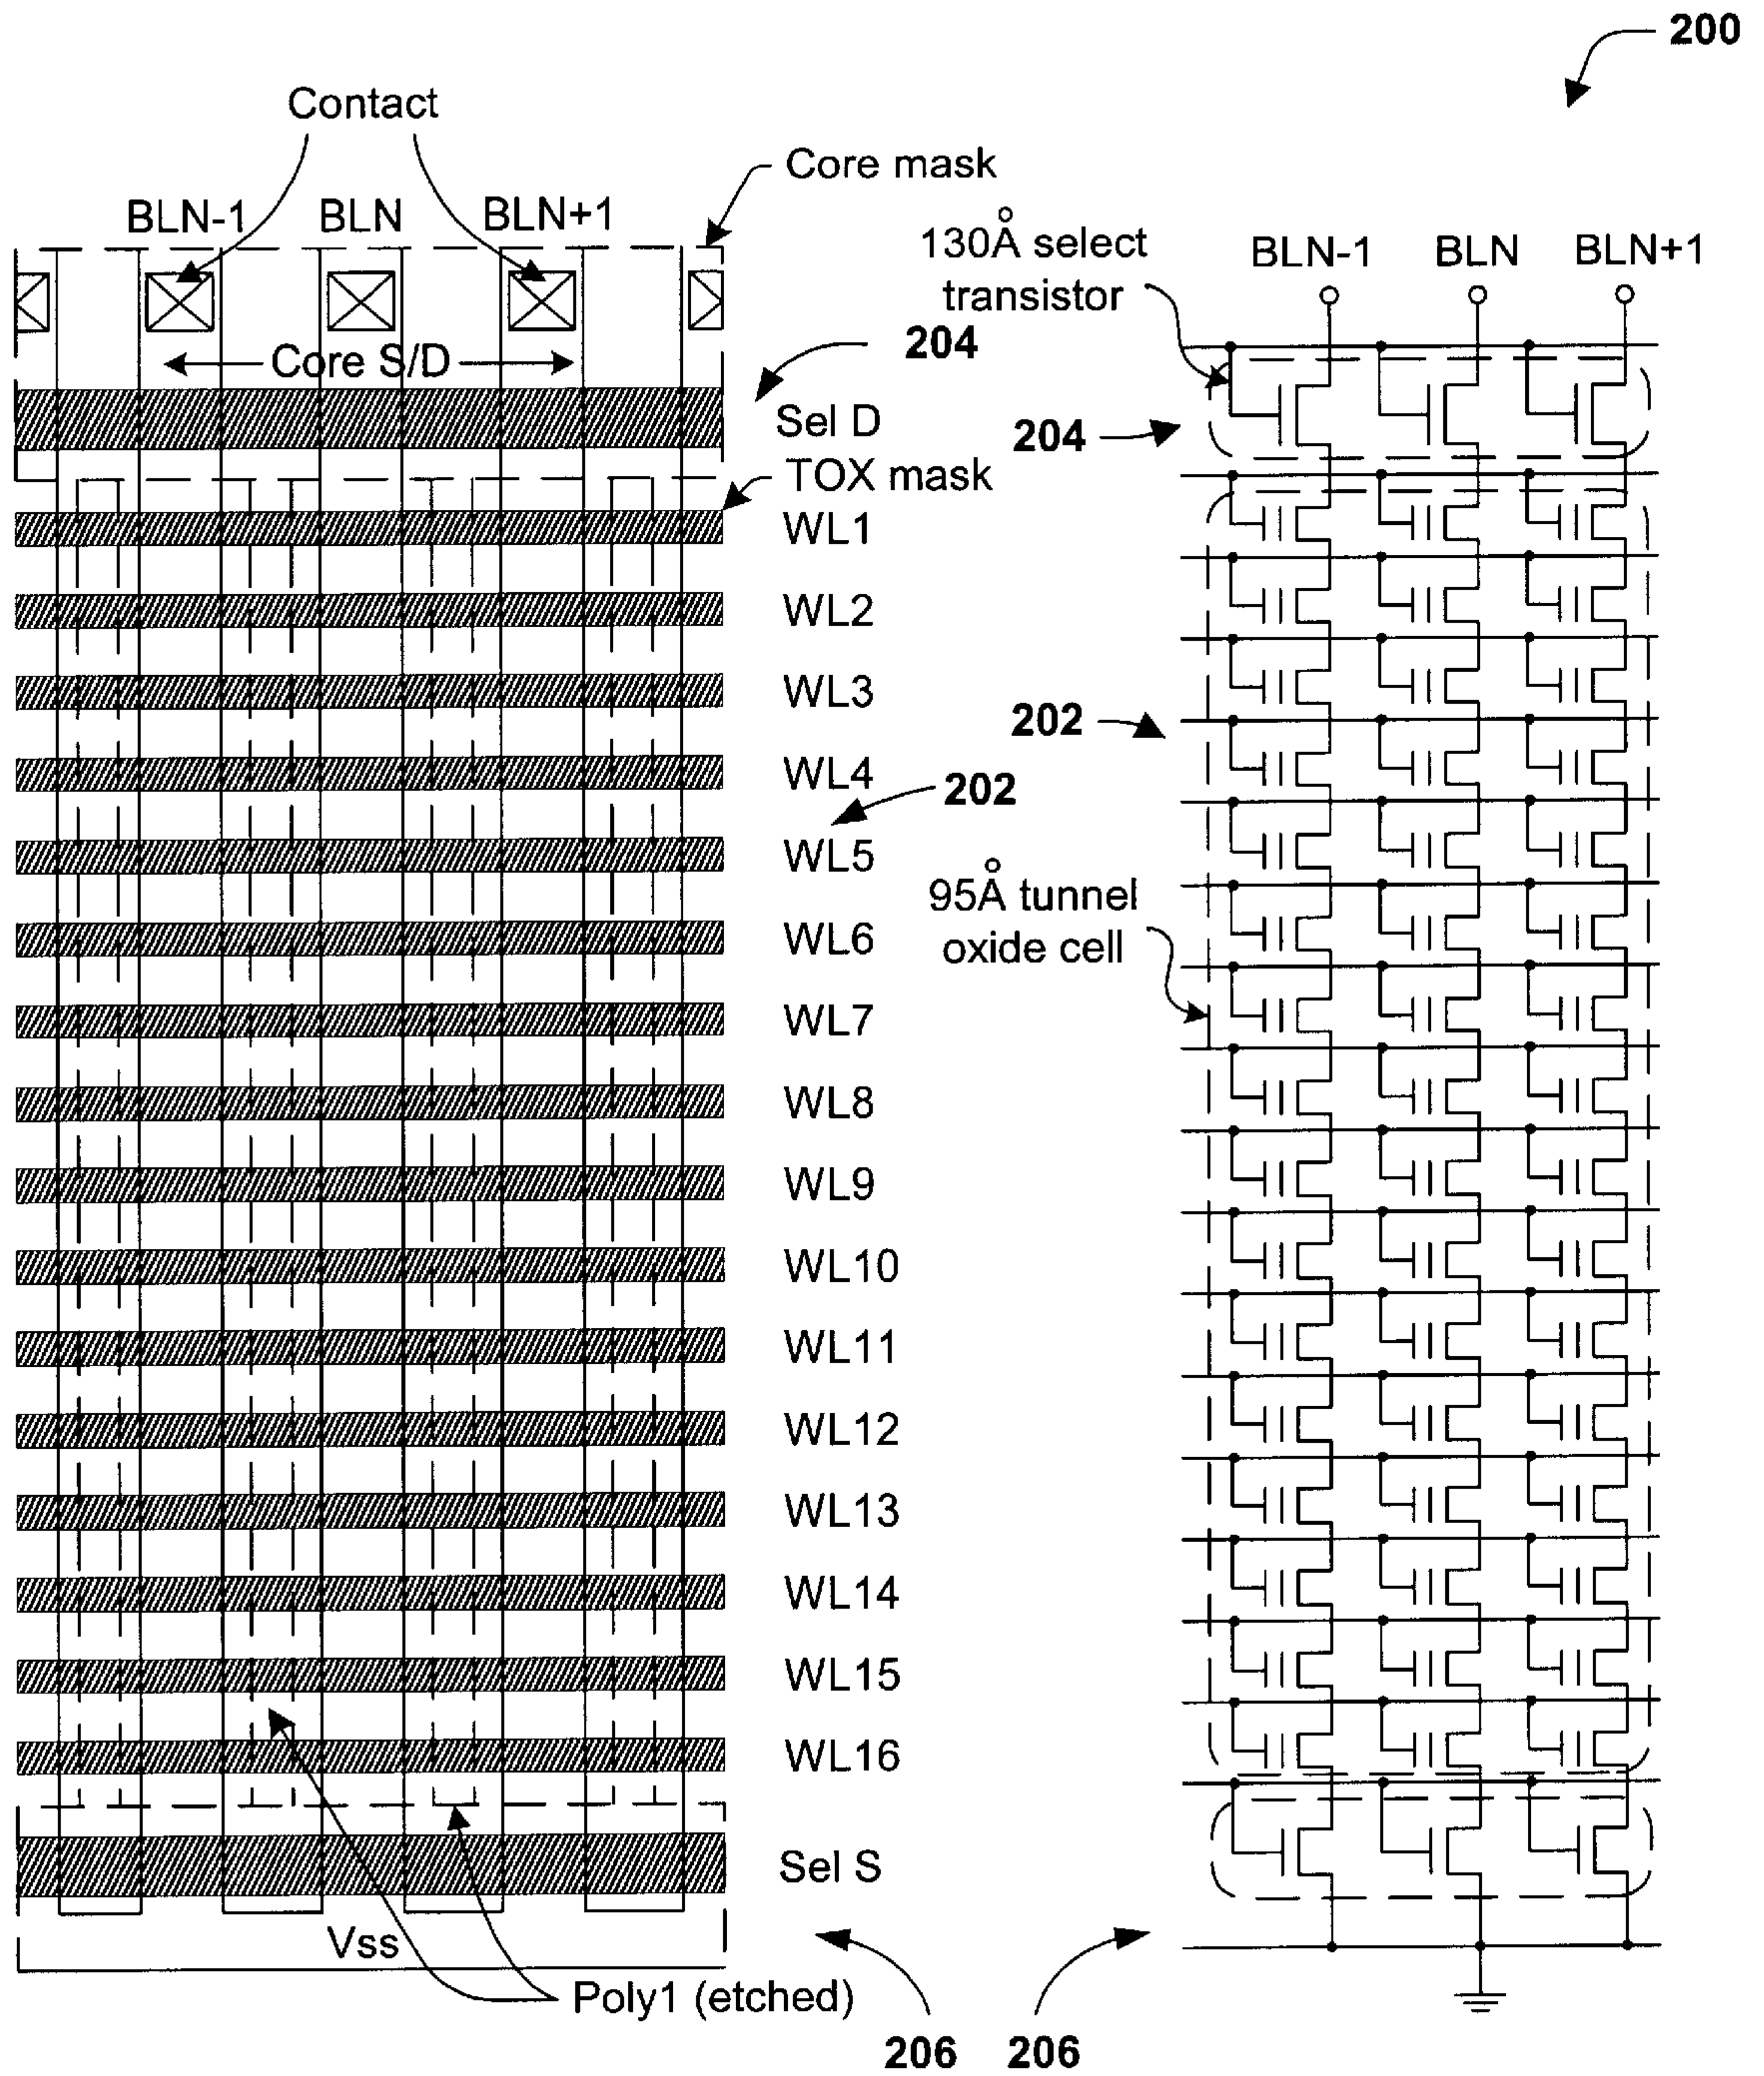 200
Contact
Core mask
BLN-1 BLN BLN+1
130Å select
transistor
BLN-1 BLN BLN+1
Core S/D
204
Sel D
204
TOX mask
WL1
WL2
WL3
202
WL4
202
WL5
95Å tunnel
oxide cell
WL6
WL7
WL8
WL9
WL10
WL11
WL12
WL13
WL14
WL15
WL16
Sel S
Vss
Poly1 (etched)
206 206